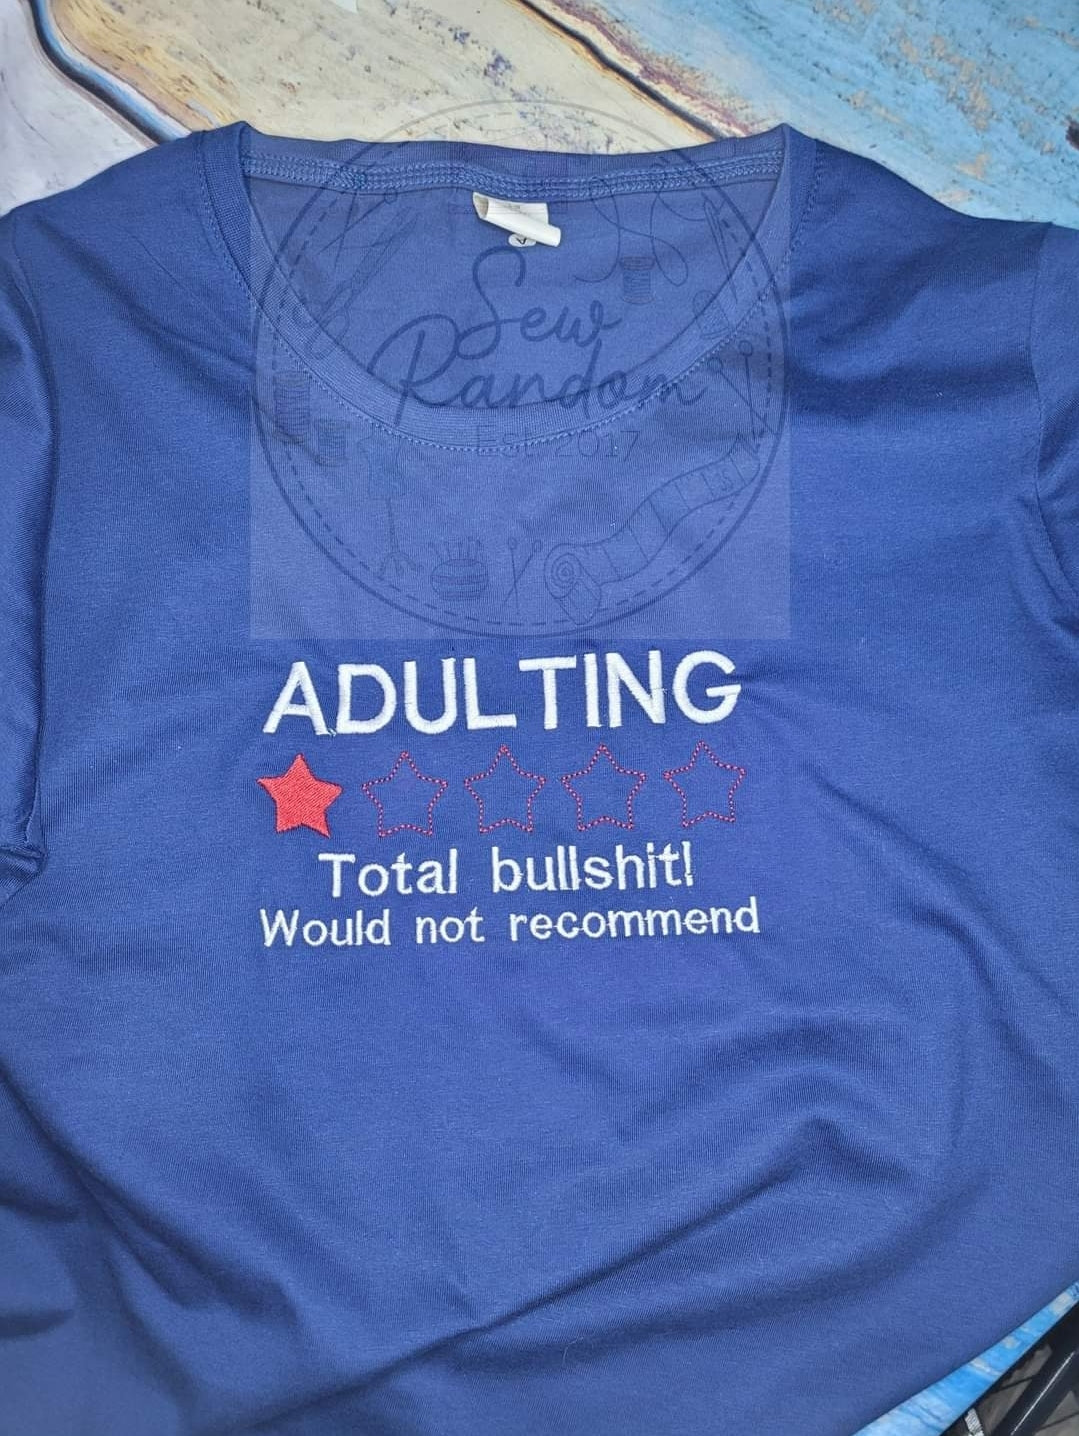 Sew
Random
Est 2017
ADULTING
Total bullshit!
Would not recommend